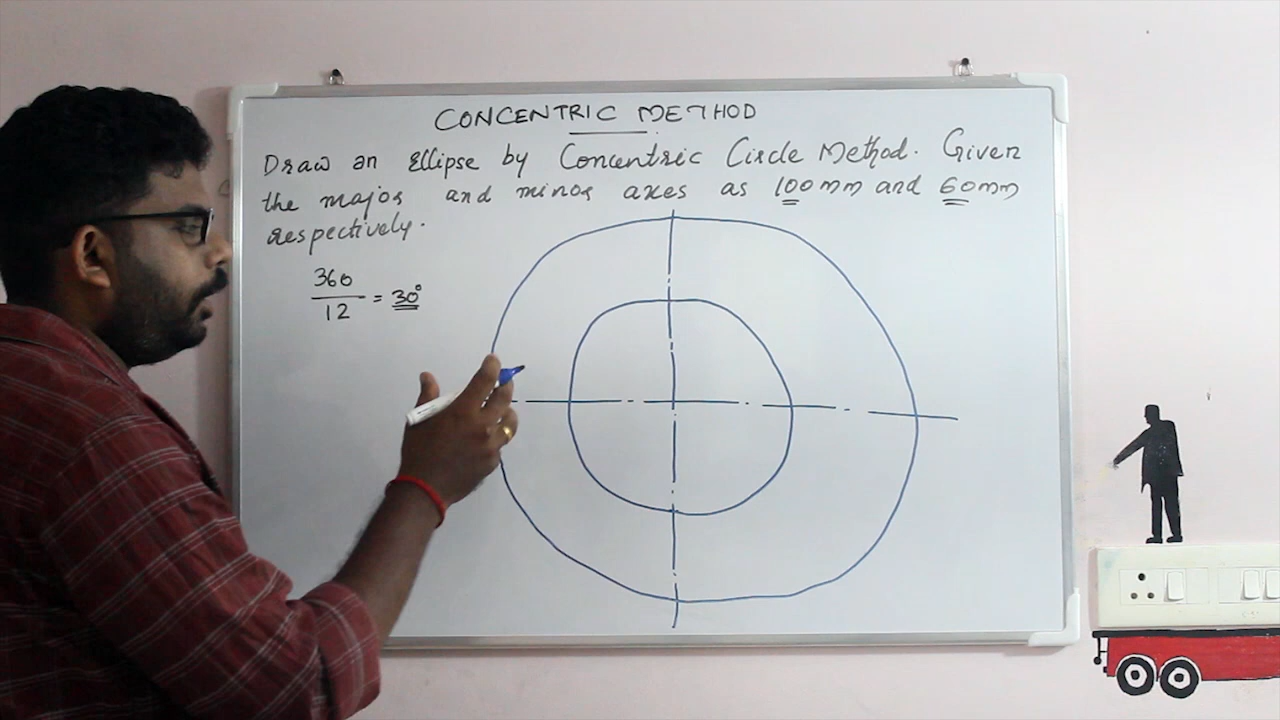 CONCENTRIC METHOD
Draw an Ellipse by Concentric Circle Method. Given
the major and minor axes as 100mm and 60mm
respectively.
360
12 = 30°